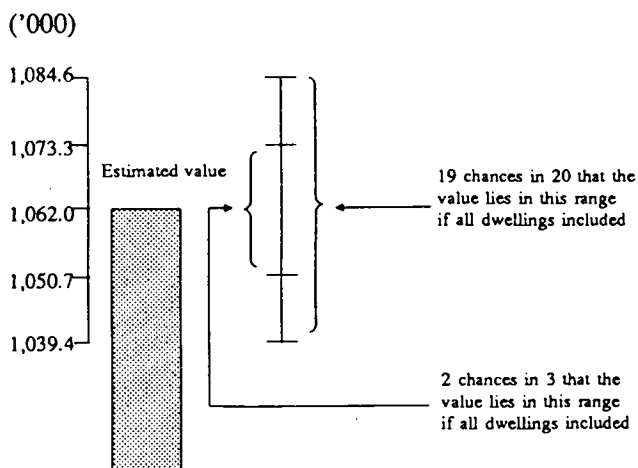 ('000)
1,084.6
1,073.3
Estimated value
1,062.0
1,050.7
1,039.4
19 chances in 20 that the
value lies in this range
if all dwellings included
2 chances in 3 that the
value lies in this range
if all dwellings included